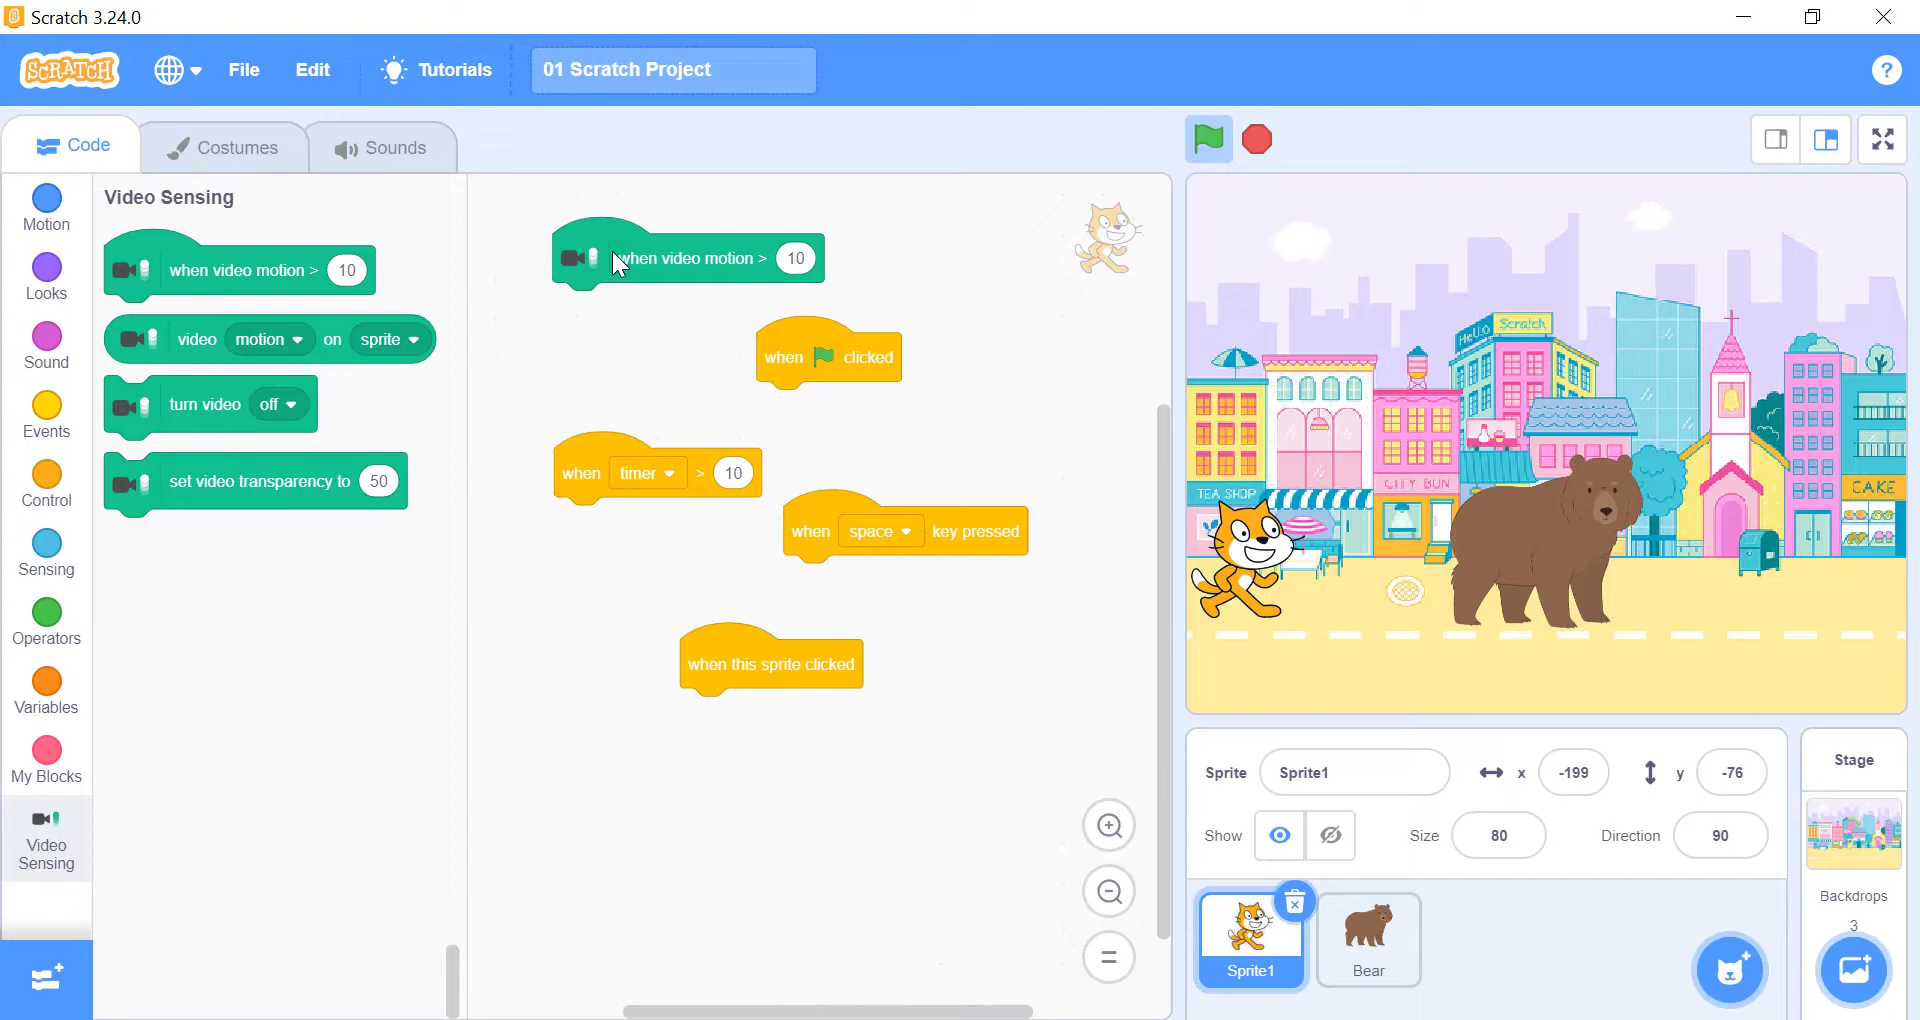 Scratch 3.24.0
SCRATCH File Edit Tutorials 01 Scratch Project ?
Code Costumes Sounds
Motion
Looks
Sound
Events
Control
Sensing
Operators
Variables
My Blocks
Video
Sensing
Video Sensing
when video motion > 10
video motion on sprite
turn video off
set video transparency to 50
when video motion > 10
when clicked
when timer > 10
when space key pressed
when this sprite clicked
Hello Scratch
TEA SHOP
CITY BUN
CAKE
Sprite Sprite1 x -199 y -76
Show Size 80 Direction 90
Sprite1
Bear
Stage
Backdrops
3